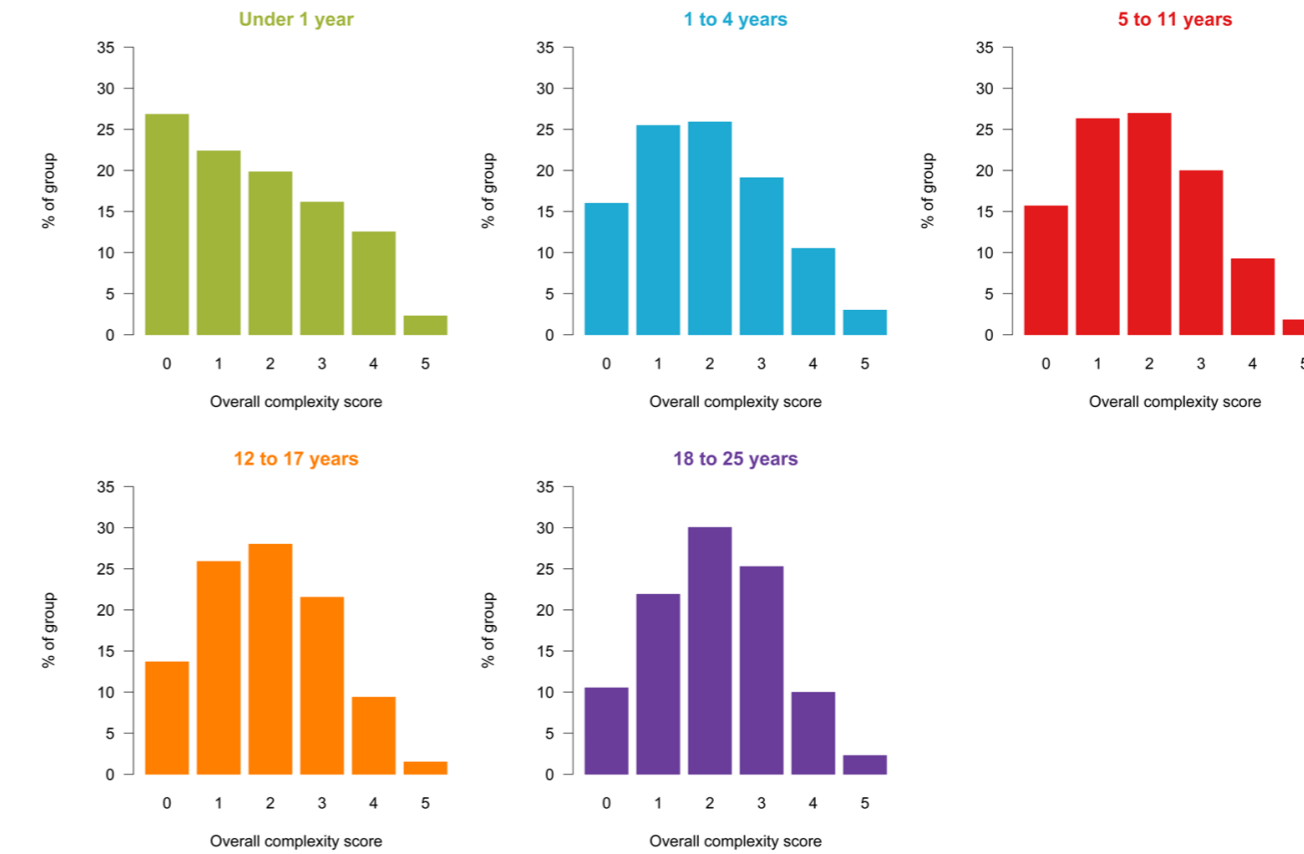 Under 1 year
35
30
25
20
15
10
5
0
% of group
0 1 2 3 4 5
Overall complexity score
1 to 4 years
35
30
25
20
15
10
5
0
% of group
0 1 2 3 4 5
Overall complexity score
5 to 11 years
35
30
25
20
15
10
5
0
% of group
0 1 2 3 4 5
Overall complexity score
12 to 17 years
35
30
25
20
15
10
5
0
% of group
0 1 2 3 4 5
Overall complexity score
18 to 25 years
35
30
25
20
15
10
5
0
% of group
0 1 2 3 4 5
Overall complexity score